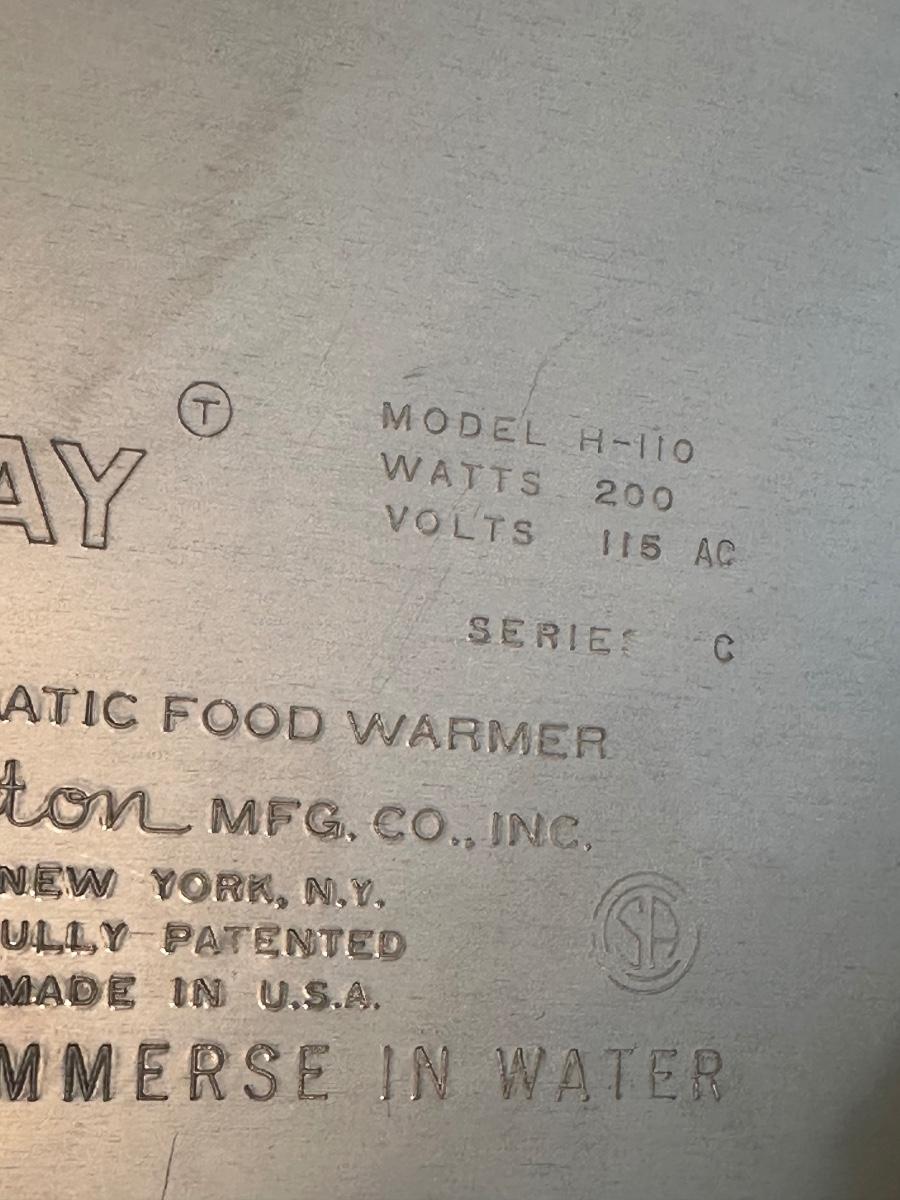 AY Ⓣ
MODEL H-110
WATTS 200
VOLTS 115 AC
SERIES C
ATIC FOOD WARMER
ton MFG. CO., INC.
NEW YORK, N.Y.
ULLY PATENTED
MADE IN U.S.A.
SA
MMERSE IN WATER